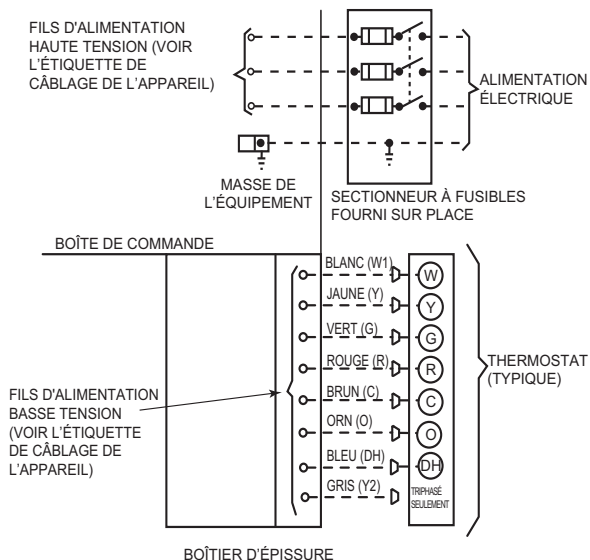 FILS D'ALIMENTATION
HAUTE TENSION (VOIR
L'ÉTIQUETTE DE
CÂBLAGE DE L'APPAREIL)
ALIMENTATION
ÉLECTRIQUE
MASSE DE
L'ÉQUIPEMENT
SECTIONNEUR À FUSIBLES
FOURNI SUR PLACE
BOÎTE DE COMMANDE
BLANC (W1)
W
JAUNE (Y)
Y
VERT (G)
G
ROUGE (R)
R
BRUN (C)
C
ORN (O)
O
BLEU (DH)
DH
GRIS (Y2)
TRIPHASÉ
SEULEMENT
THERMOSTAT
(TYPIQUE)
FILS D'ALIMENTATION
BASSE TENSION
(VOIR L'ÉTIQUETTE
DE CÂBLAGE DE
L'APPAREIL)
BOÎTIER D'ÉPISSURE